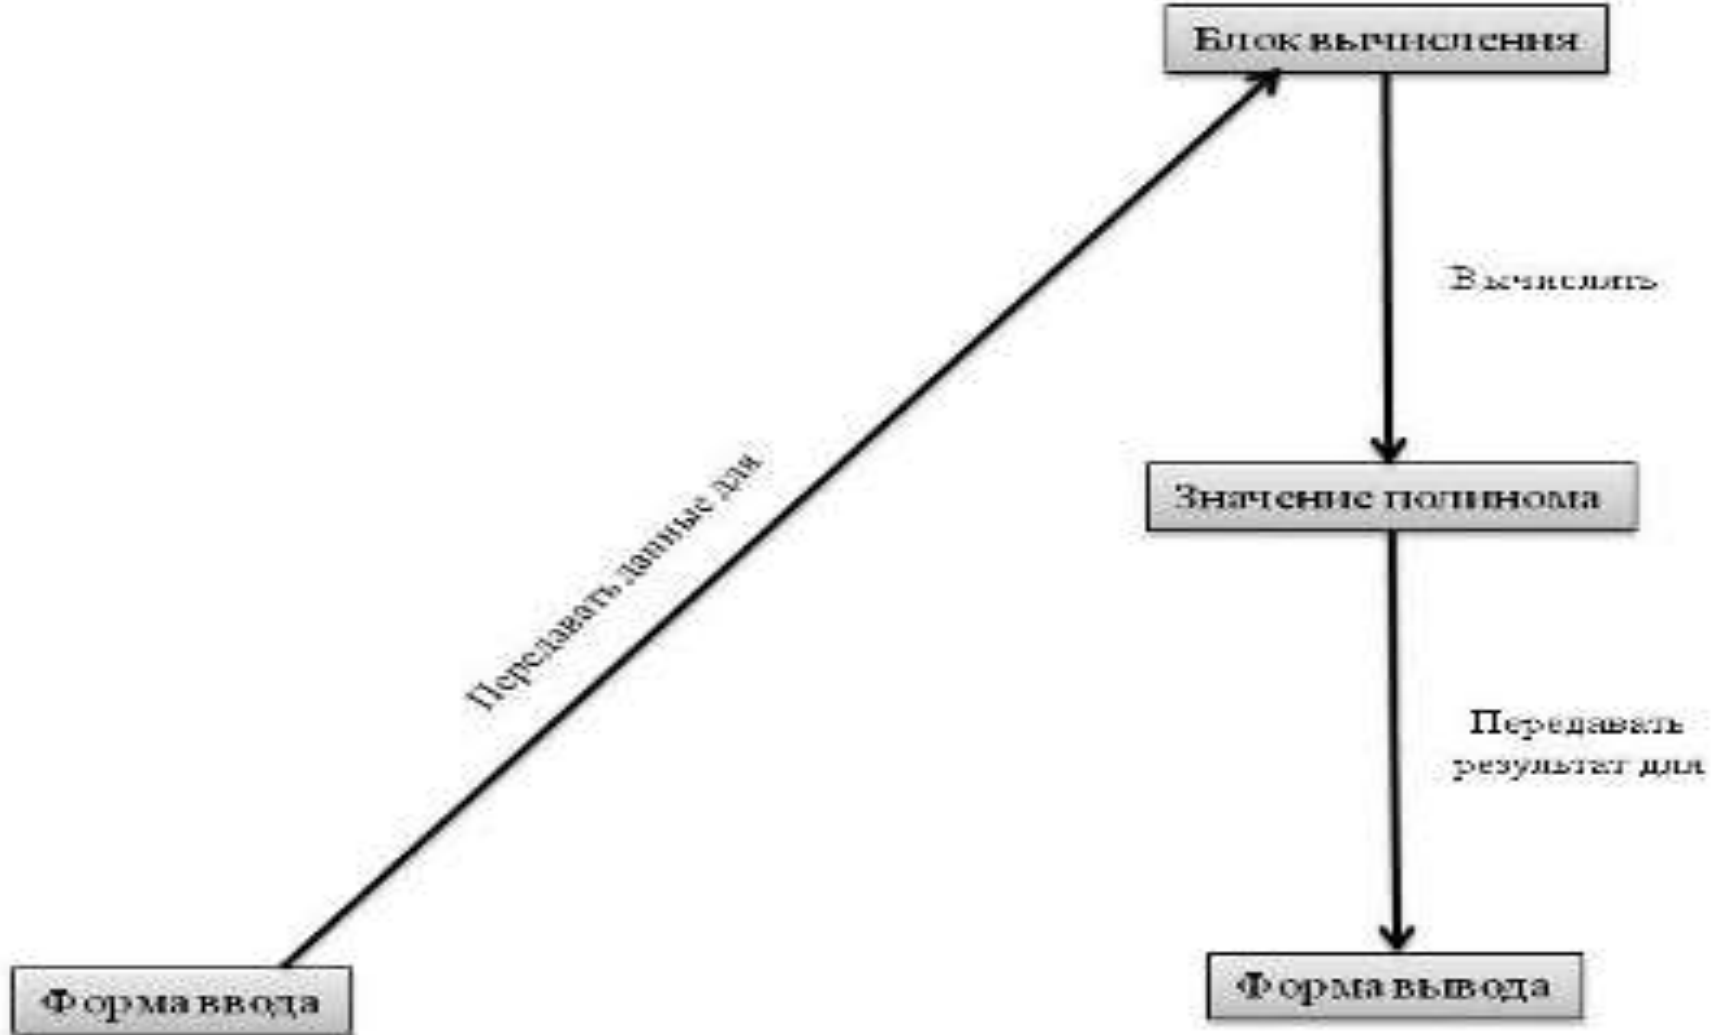 Блок вычисления
Вычислять
Передавать данные для
Значение полинома
Передавать
результат для
Форма ввода
Форма вывода